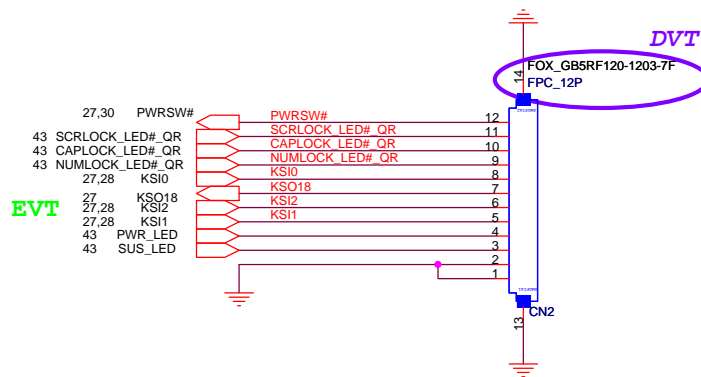 DVT
14
FOX_GB5RF120-1203-7F
FPC_12P
27,30 PWRSW# PWRSW# 12
43 SCRLOCK_LED#_QR SCRLOCK_LED#_QR 11
43 CAPLOCK_LED#_QR CAPLOCK_LED#_QR 10
43 NUMLOCK_LED#_QR NUMLOCK_LED#_QR 9
27,28 KSI0 KSI0 8
27 KSO18 KSO18 7
EVT
27,28 KSI2 KSI2 6
27,28 KSI1 KSI1 5
43 PWR_LED 4
43 SUS_LED 3
2
1
CN2
13